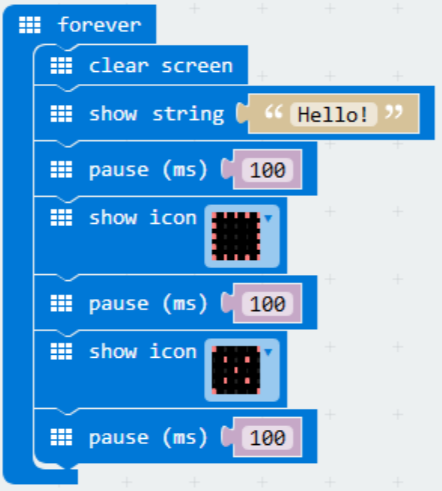 forever
clear screen
show string “ Hello! ”
pause (ms) 100
show icon
pause (ms) 100
show icon
pause (ms) 100